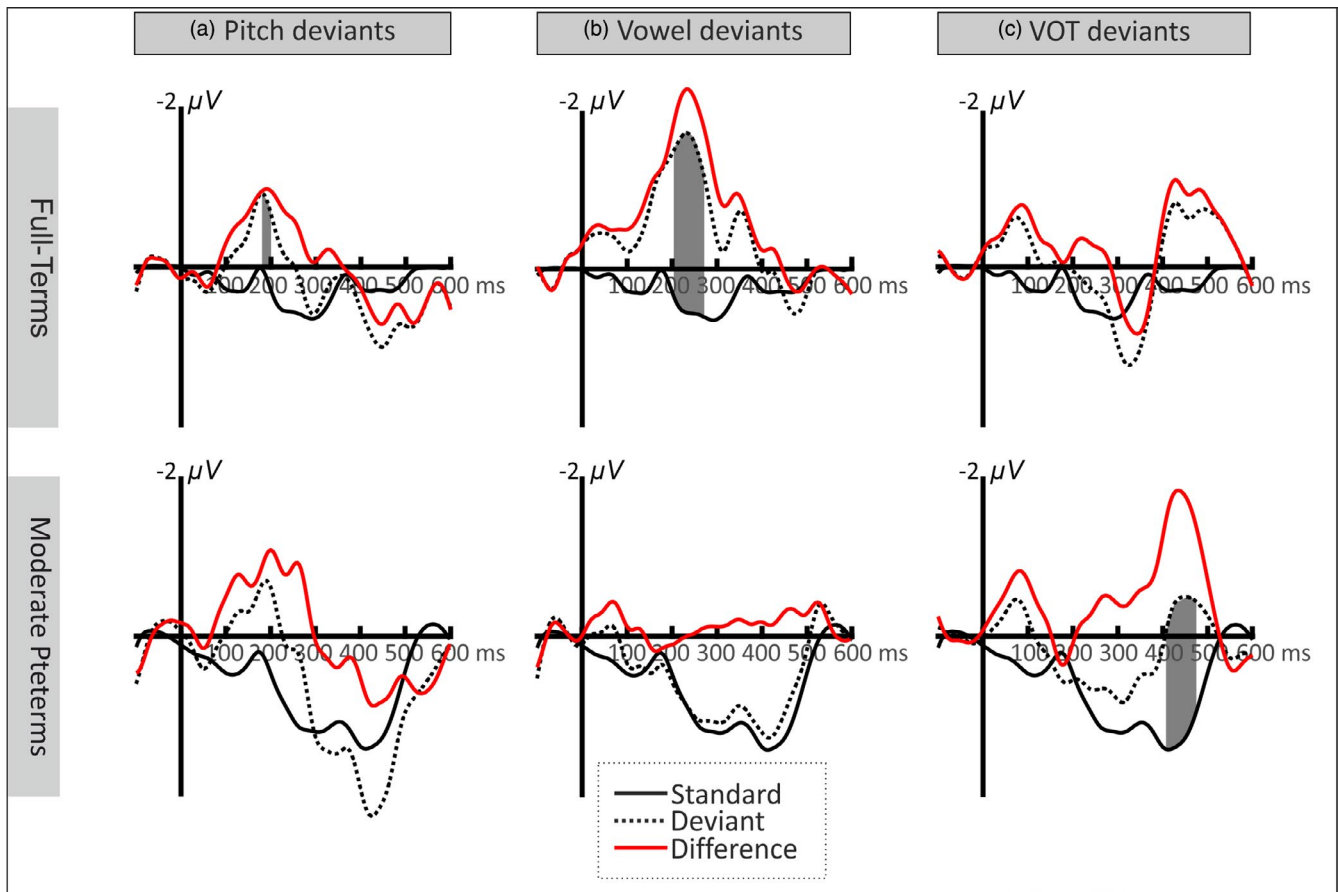 (a) Pitch deviants
(b) Vowel deviants
(c) VOT deviants
Full-Terms
-2 µV
100 200 300 400 500 600 ms
-2 µV
100 200 300 400 500 600 ms
-2 µV
100 200 300 400 500 600 ms
Moderate Pteterms
-2 µV
100 200 300 400 500 600 ms
-2 µV
100 200 300 400 500 600 ms
-2 µV
100 200 300 400 500 600 ms
Standard
Deviant
Difference